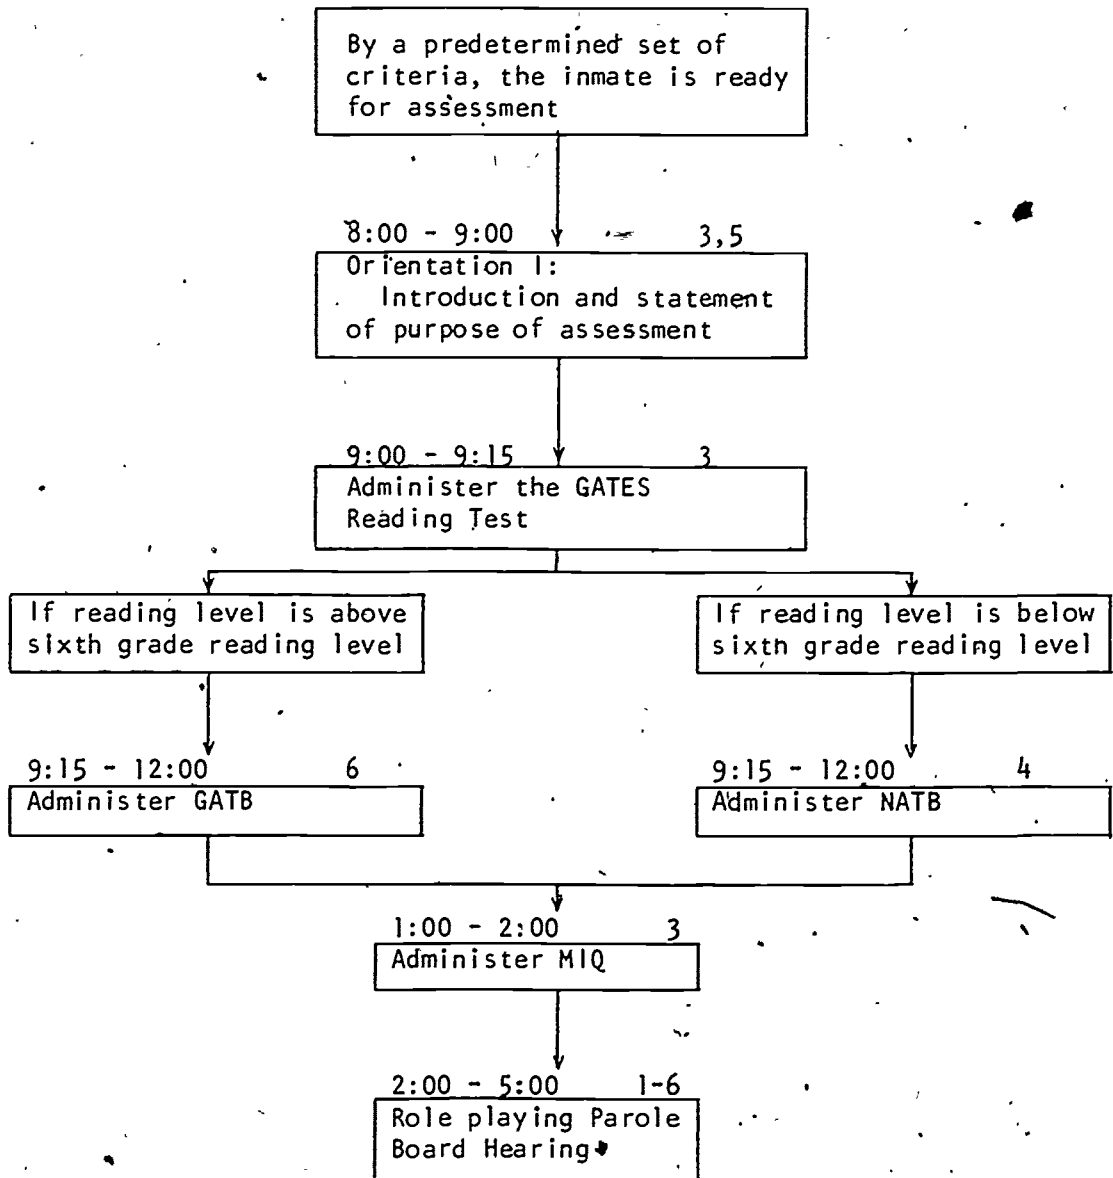 By a predetermined set of
criteria, the inmate is ready
for assessment
8:00 - 9:00 3,5
Orientation I:
Introduction and statement
of purpose of assessment
9:00 - 9:15 3
Administer the GATES
Reading Test
If reading level is above
sixth grade reading level
If reading level is below
sixth grade reading level
9:15 - 12:00 6
Administer GATB
9:15 - 12:00 4
Administer NATB
1:00 - 2:00 3
Administer MIQ
2:00 - 5:00 1-6
Role playing Parole
Board Hearing